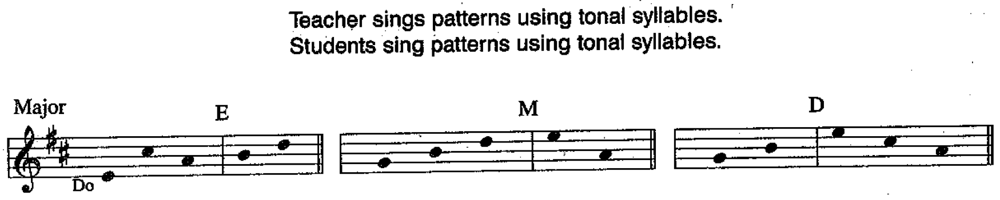 Teacher sings patterns using tonal syllables.
Students sing patterns using tonal syllables.
Major E M D
Do